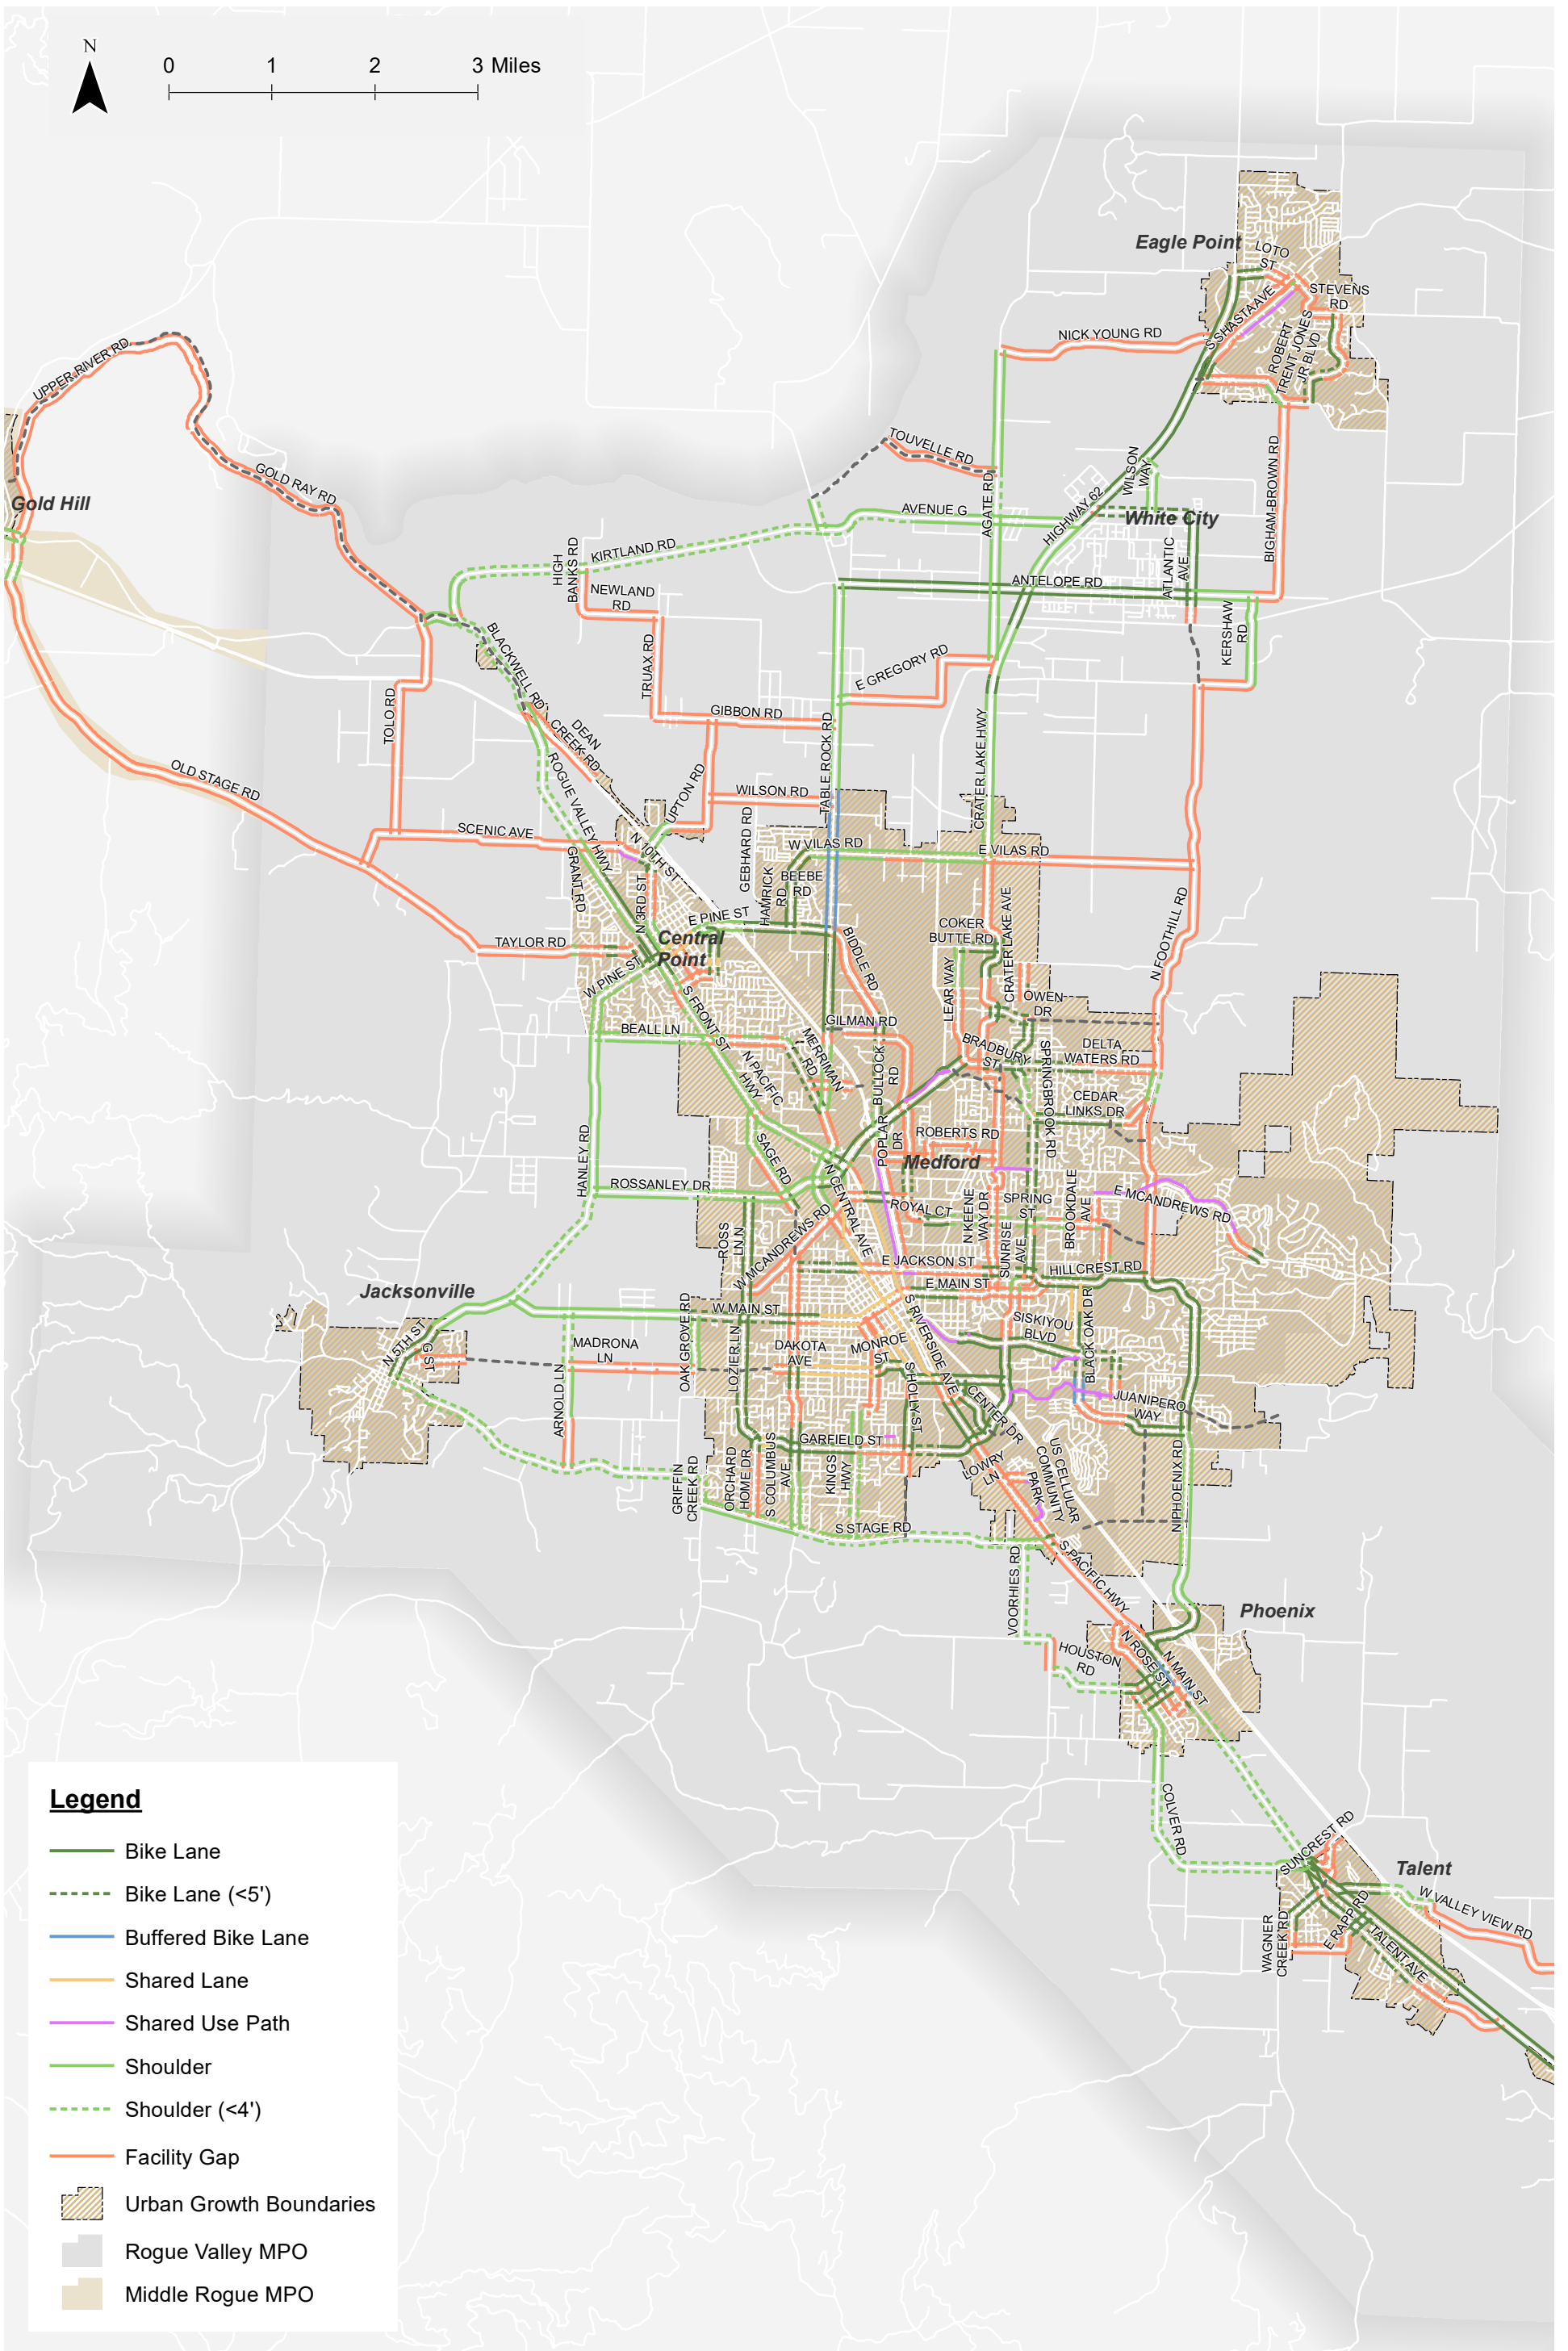 N
0 1 2 3 Miles
Eagle Point
LOTO
ST
STEVENS
RD
S SHASTA AVE
ROBERT
TRENT JONES
JR BLVD
NICK YOUNG RD
UPPER RIVER RD
TOUVELLE RD
WILSON
WAY
BIGHAM-BROWN RD
GOLD RAY RD
Gold Hill
AGATE RD
AVENUE G
HIGHWAY 62
White City
HIGH
BANKS RD
KIRTLAND RD
ATLANTIC
AVE
ANTELOPE RD
NEWLAND
RD
KERSHAW
RD
BLACKWELL RD
TRUAX RD
E GREGORY RD
TOLO RD
GIBBON RD
DEAN
CREEK RD
TABLE ROCK RD
CRATER LAKE HWY
OLD STAGE RD
ROGUE VALLEY HWY
UPTON RD
WILSON RD
SCENIC AVE
N 10TH ST
GEBHARD RD
W VILAS RD
E VILAS RD
GRANT RD
N 3RD ST
HAMRICK
RD
BEEBE
RD
E PINE ST
CRATER LAKE AVE
N FOOTHILL RD
COKER
BUTTE RD
TAYLOR RD
Central
Point
BIDDLE RD
W PINE ST
LEAR WAY
OWEN
DR
S FRONT ST
BEALL LN
GILMAN RD
MERRIMAN
RD
BRADBURY
ST
DELTA
WATERS RD
N PACIFIC
HWY
BULLOCK
RD
SPRINGBROOK RD
CEDAR
LINKS DR
POPLAR
DR
ROBERTS RD
HANLEY RD
SAGE RD
Medford
ROSSANLEY DR
N CENTRAL AVE
E MCANDREWS RD
ROYAL CT
N KEENE
WAY DR
SPRING
ST
BROOKDALE
AVE
ROSS
LN N
W MCANDREWS RD
SUNRISE
AVE
E JACKSON ST
HILLCREST RD
E MAIN ST
Jacksonville
S RIVERSIDE AVE
W MAIN ST
OAK GROVE RD
SISKIYOU
BLVD
BLACK OAK DR
N 5TH ST
G ST
MADRONA
LN
LOZIER LN
DAKOTA
AVE
MONROE
ST
S HOLLY ST
ARNOLD LN
CENTER DR
JUANIPERO
WAY
GARFIELD ST
GRIFFIN
CREEK RD
ORCHARD
HOME DR
S COLUMBUS
AVE
KINGS
HWY
LOWRY
LN
US CELLULAR
COMMUNITY
PARK
N PHOENIX RD
S STAGE RD
S PACIFIC HWY
VOORHIES RD
Phoenix
HOUSTON
RD
N ROSE ST
N MAIN ST
COLVER RD
SUNCREST RD
Talent
W VALLEY VIEW RD
WAGNER
CREEK RD
E RAPP RD
TALENT AVE
Legend
Bike Lane
Bike Lane (<5')
Buffered Bike Lane
Shared Lane
Shared Use Path
Shoulder
Shoulder (<4')
Facility Gap
Urban Growth Boundaries
Rogue Valley MPO
Middle Rogue MPO